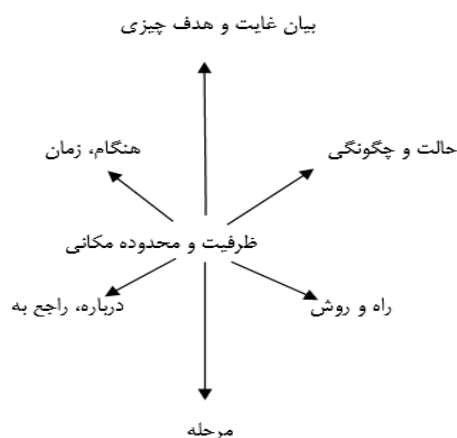 بیان غایت و هدف چیزی
حالت و چگونگی
هنگام، زمان
ظرفیت و محدوده مکانی
راه و روش
درباره، راجع به
مرحله